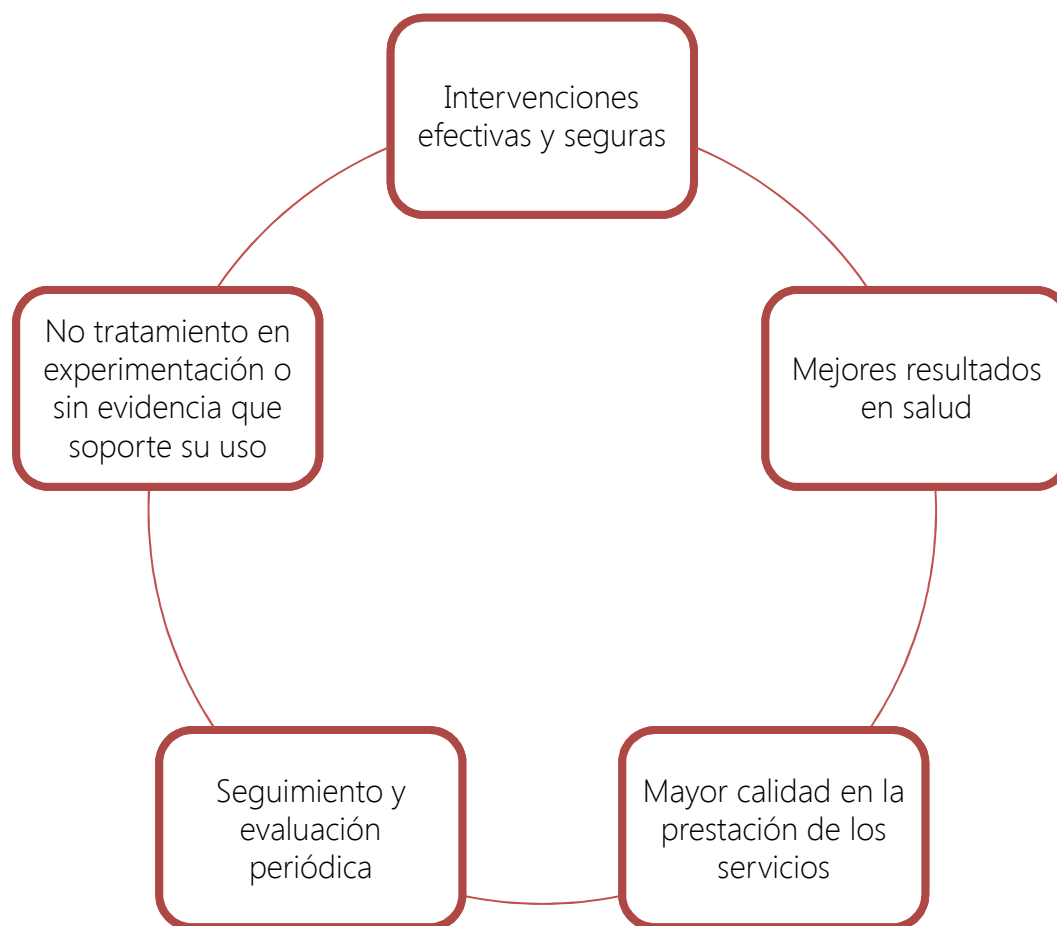 Intervenciones
efectivas y seguras
No tratamiento en
experimentación o
sin evidencia que
soporte su uso
Mejores resultados
en salud
Seguimiento y
evaluación
periódica
Mayor calidad en la
prestación de los
servicios